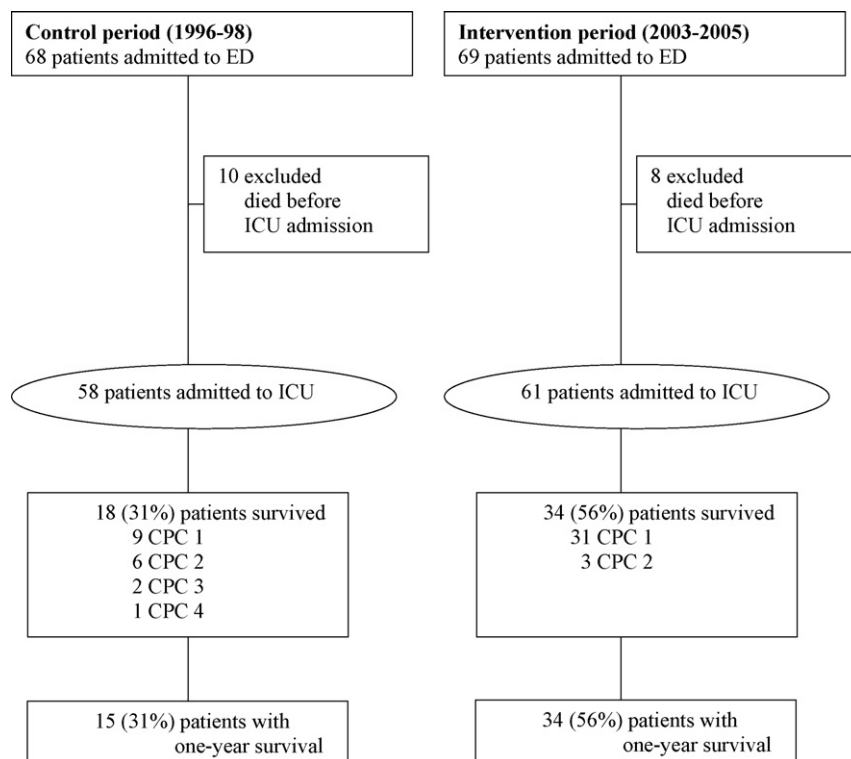 Control period (1996-98)
68 patients admitted to ED
10 excluded
died before
ICU admission
58 patients admitted to ICU
18 (31%) patients survived
9 CPC 1
6 CPC 2
2 CPC 3
1 CPC 4
15 (31%) patients with
one-year survival
Intervention period (2003-2005)
69 patients admitted to ED
8 excluded
died before
ICU admission
61 patients admitted to ICU
34 (56%) patients survived
31 CPC 1
3 CPC 2
34 (56%) patients with
one-year survival